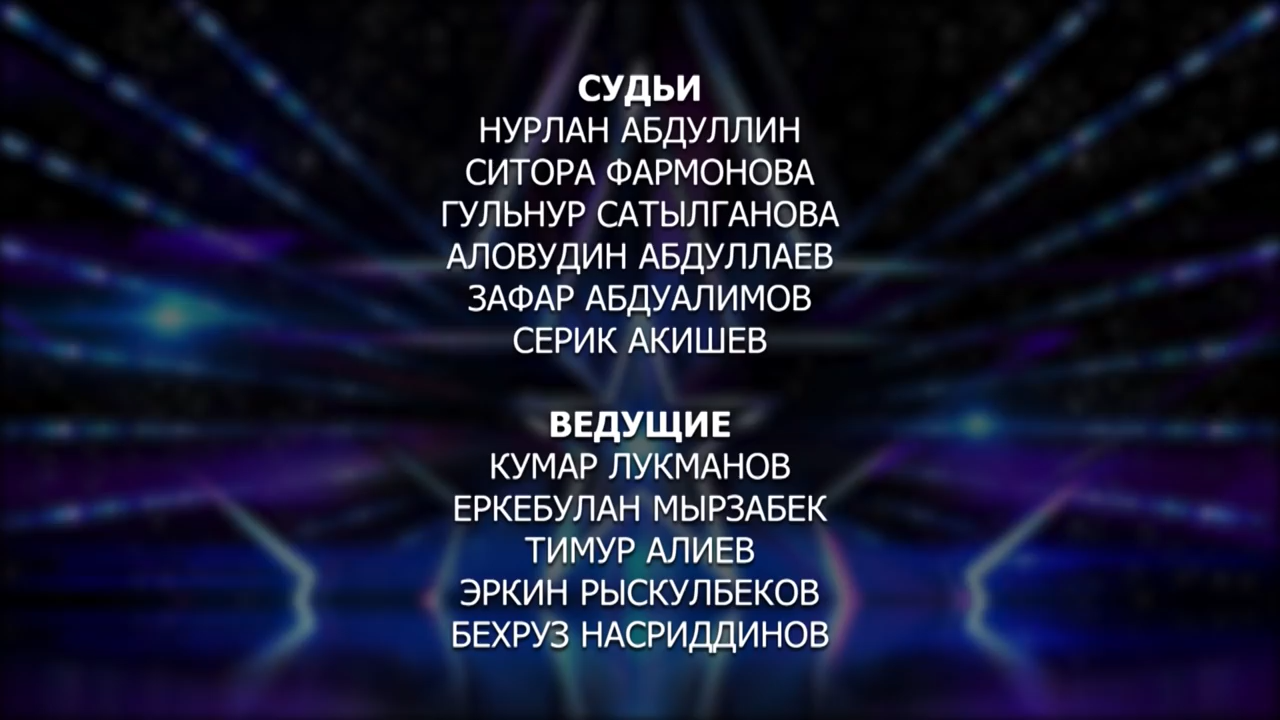 СУДЬИ
НУРЛАН АБДУЛЛИН
СИТОРА ФАРМОНОВА
ГУЛЬНУР САТЫЛГАНОВА
АЛОВУДИН АБДУЛЛАЕВ
ЗАФАР АБДУАЛИМОВ
СЕРИК АКИШЕВ
ВЕДУЩИЕ
КУМАР ЛУКМАНОВ
ЕРКЕБУЛАН МЫРЗАБЕК
ТИМУР АЛИЕВ
ЭРКИН РЫСКУЛБЕКОВ
БЕХРУЗ НАСРИДДИНОВ